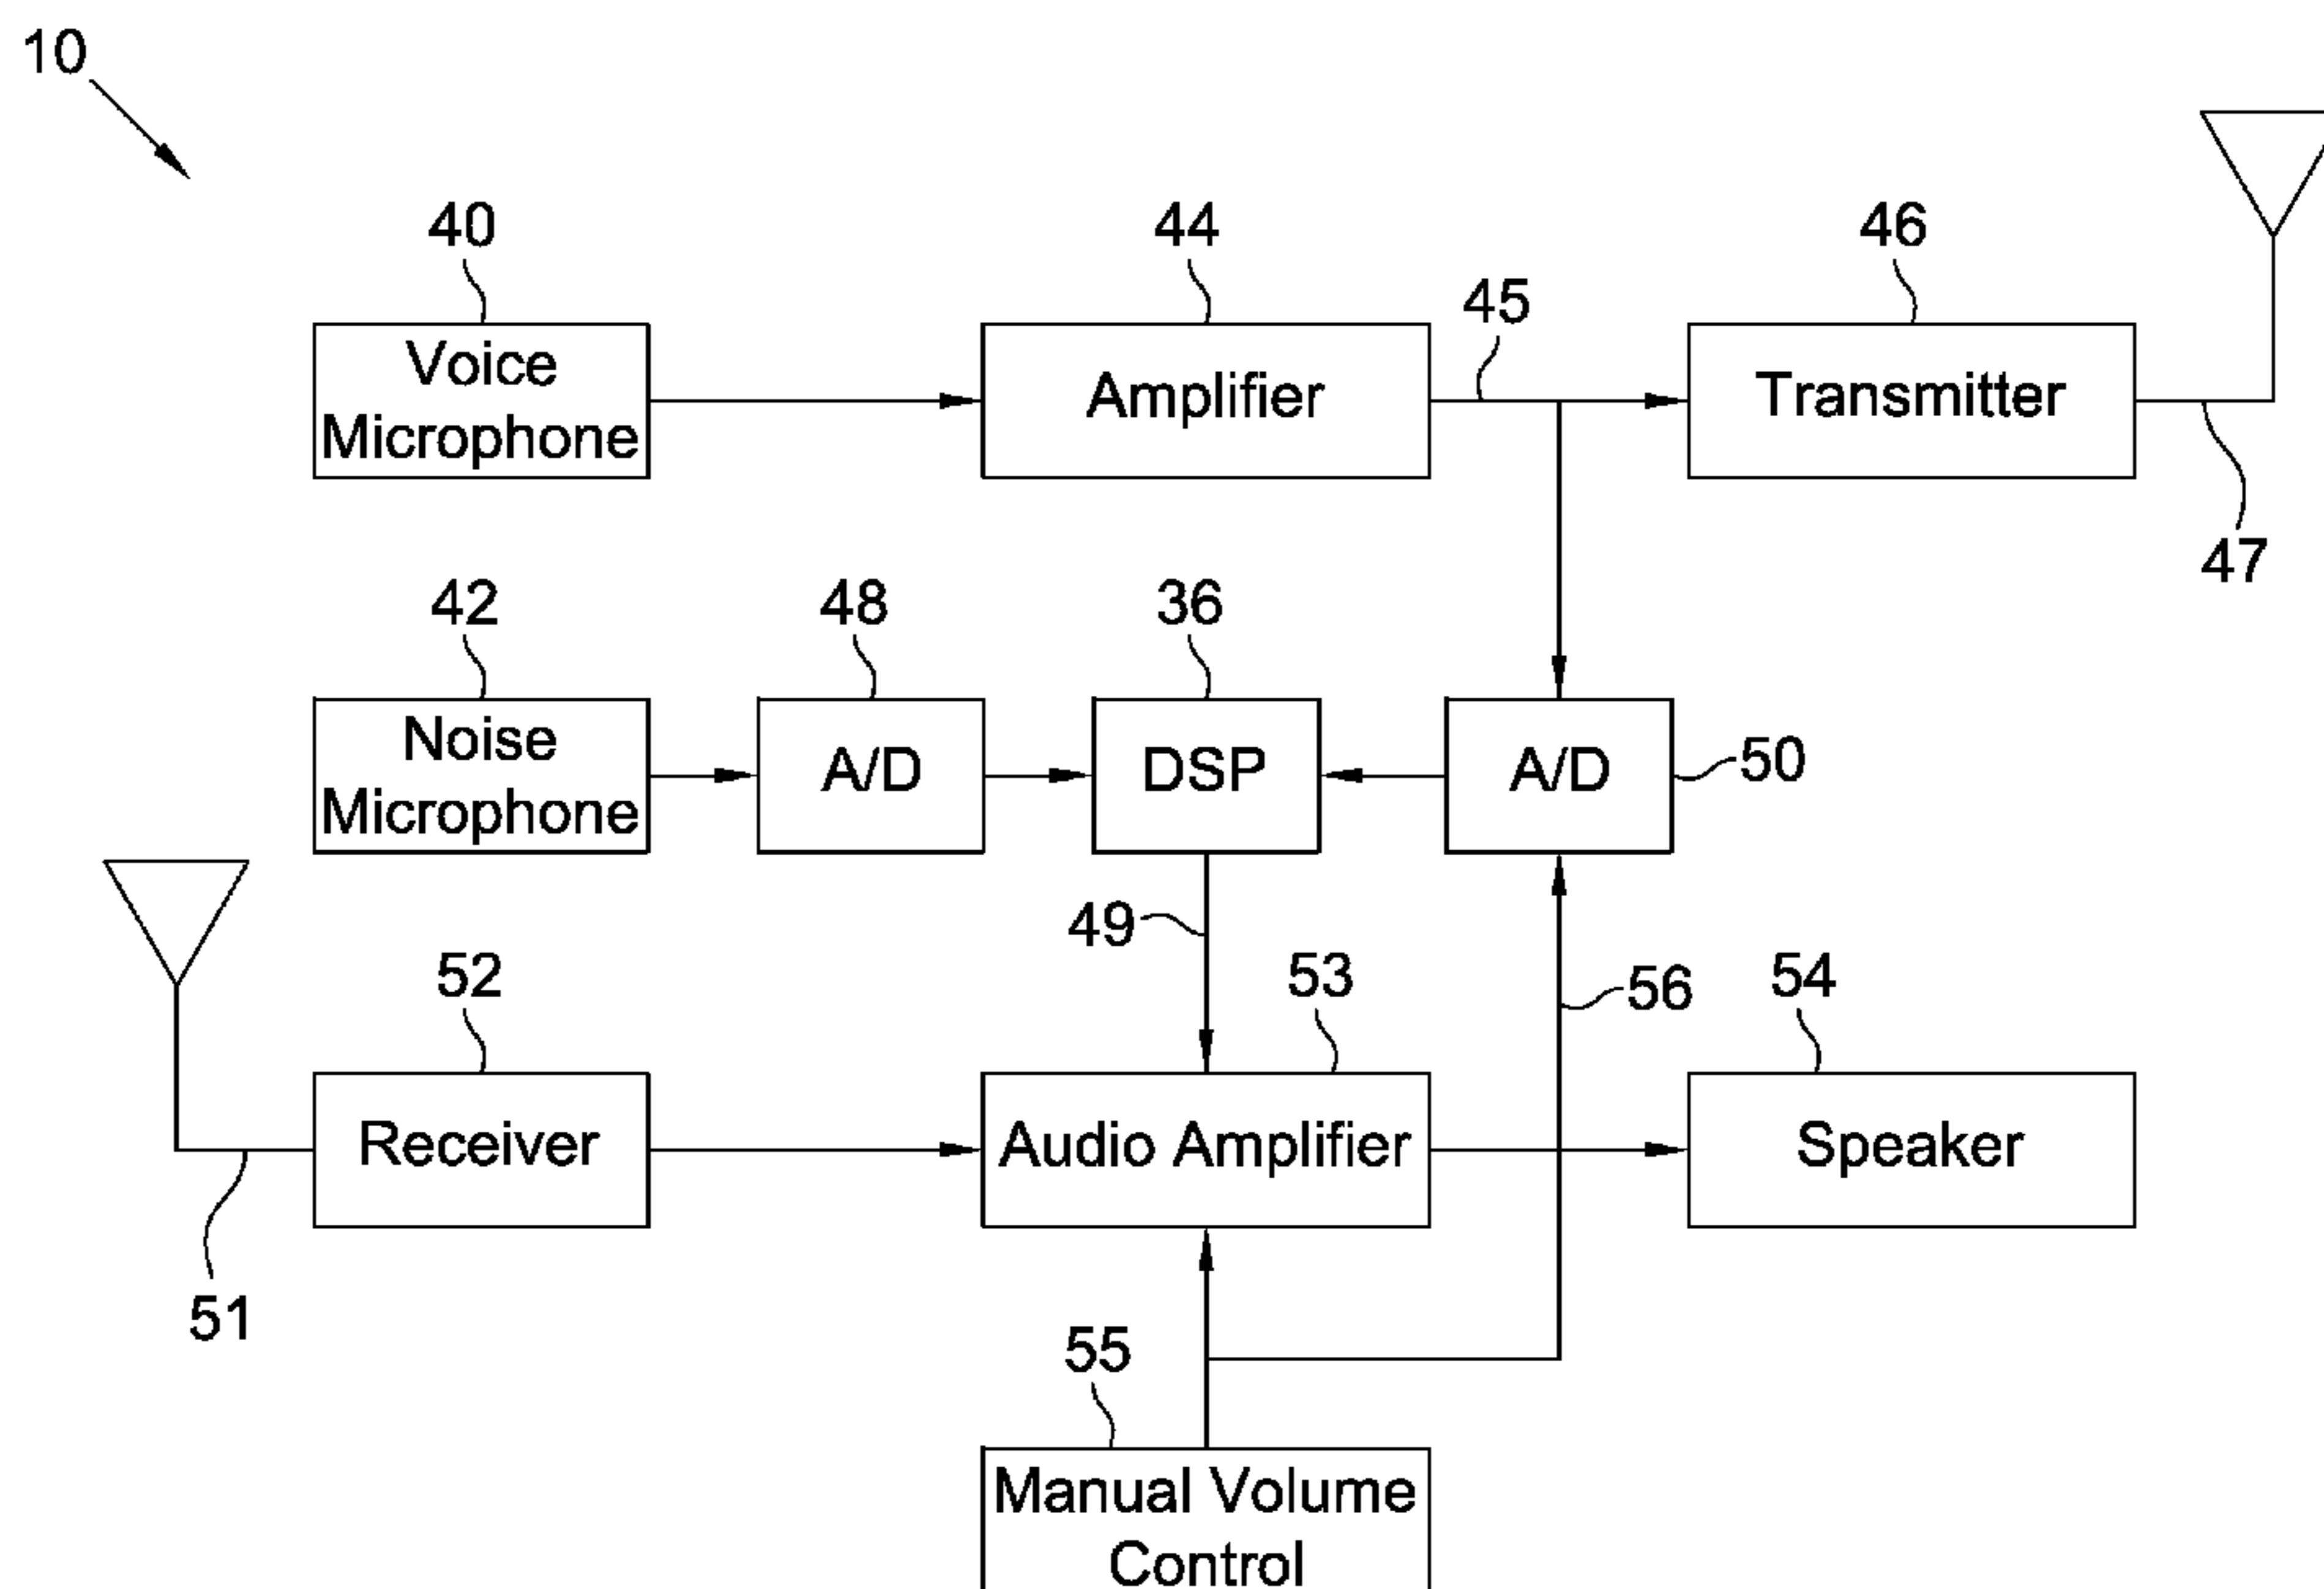 10
40
44
45
46
Voice
Microphone
Amplifier
Transmitter
47
42
48
36
Noise
Microphone
A/D
DSP
A/D
50
49
52
53
56
54
Receiver
Audio Amplifier
Speaker
51
55
Manual Volume
Control